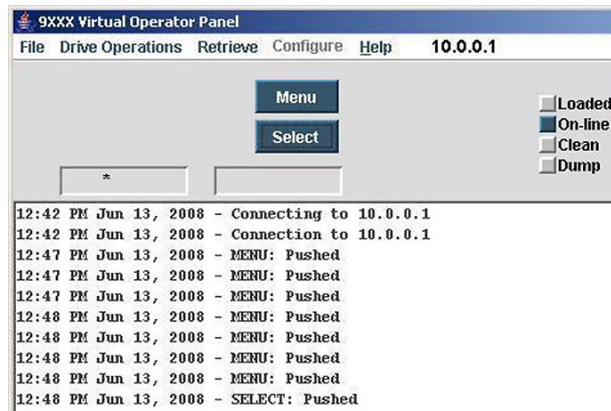 9XXX Virtual Operator Panel
File Drive Operations Retrieve Configure Help 10.0.0.1
Menu
Select
Loaded
On-line
Clean
Dump
*
12:42 PM Jun 13, 2008 - Connecting to 10.0.0.1
12:42 PM Jun 13, 2008 - Connection to 10.0.0.1
12:47 PM Jun 13, 2008 - MENU: Pushed
12:47 PM Jun 13, 2008 - MENU: Pushed
12:47 PM Jun 13, 2008 - MENU: Pushed
12:48 PM Jun 13, 2008 - MENU: Pushed
12:48 PM Jun 13, 2008 - MENU: Pushed
12:48 PM Jun 13, 2008 - MENU: Pushed
12:48 PM Jun 13, 2008 - MENU: Pushed
12:48 PM Jun 13, 2008 - SELECT: Pushed